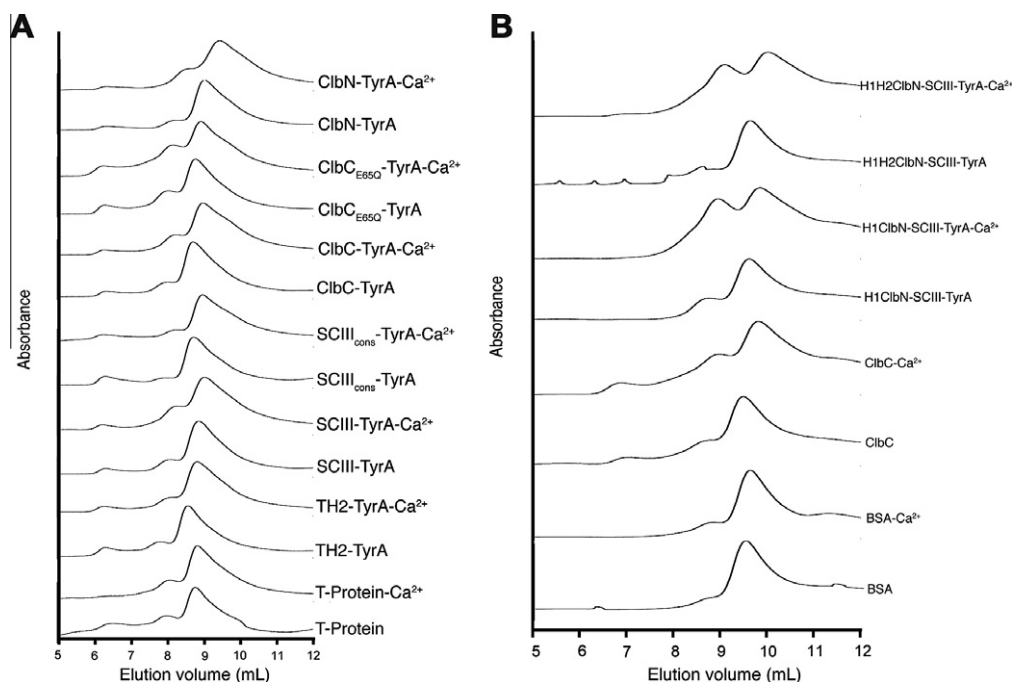 A
Absorbance
ClbN-TyrA-Ca²⁺
ClbN-TyrA
ClbC_E65Q-TyrA-Ca²⁺
ClbC_E65Q-TyrA
ClbC-TyrA-Ca²⁺
ClbC-TyrA
SCIII_cons-TyrA-Ca²⁺
SCIII_cons-TyrA
SCIII-TyrA-Ca²⁺
SCIII-TyrA
TH2-TyrA-Ca²⁺
TH2-TyrA
T-Protein-Ca²⁺
T-Protein
5 6 7 8 9 10 11 12
Elution volume (mL)
B
Absorbance
H1H2ClbN-SCIII-TyrA-Ca²⁺
H1H2ClbN-SCIII-TyrA
H1ClbN-SCIII-TyrA-Ca²⁺
H1ClbN-SCIII-TyrA
ClbC-Ca²⁺
ClbC
BSA-Ca²⁺
BSA
5 6 7 8 9 10 11 12
Elution volume (mL)